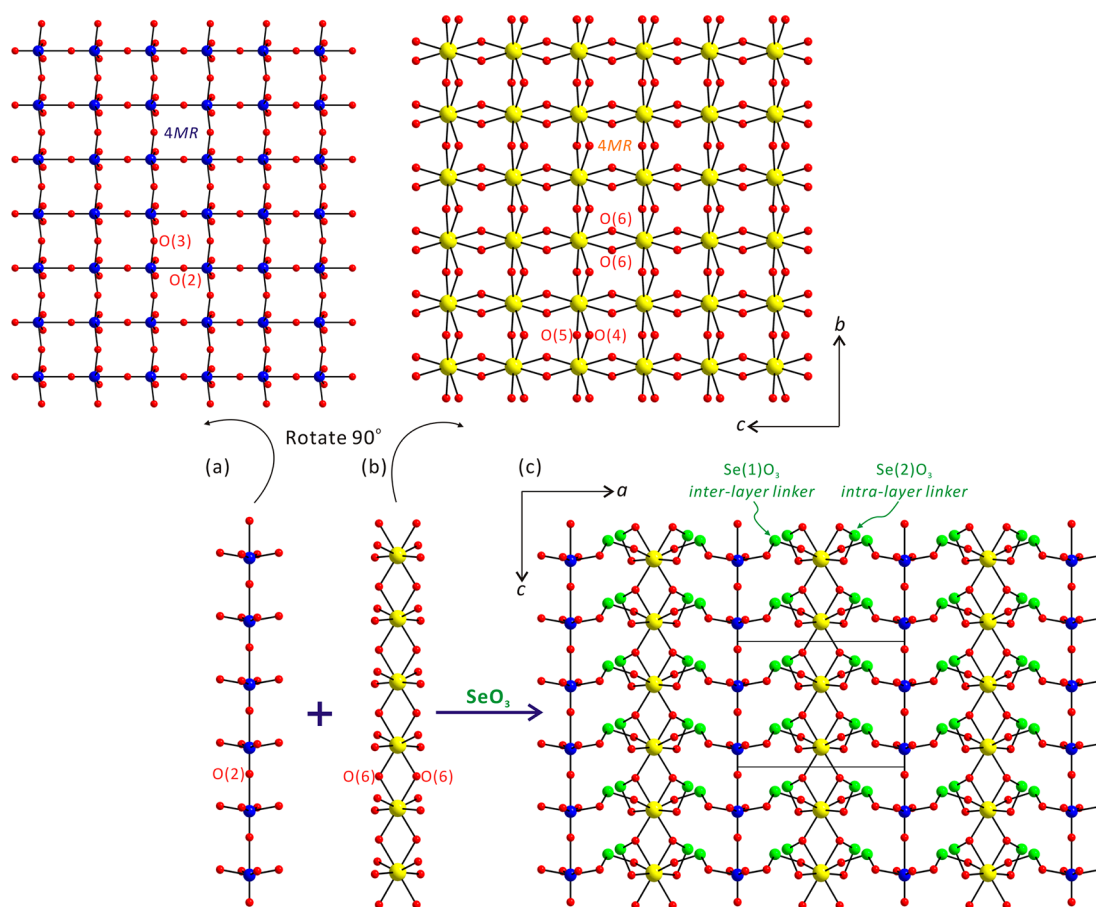 4MR
4MR
O(3)
O(2)
O(6)
O(6)
O(5)
O(4)
b
c
Rotate 90°
(a)
(b)
(c)
Se(1)O₃
inter-layer linker
Se(2)O₃
intra-layer linker
a
c
+
SeO₃
O(2)
O(6)
O(6)